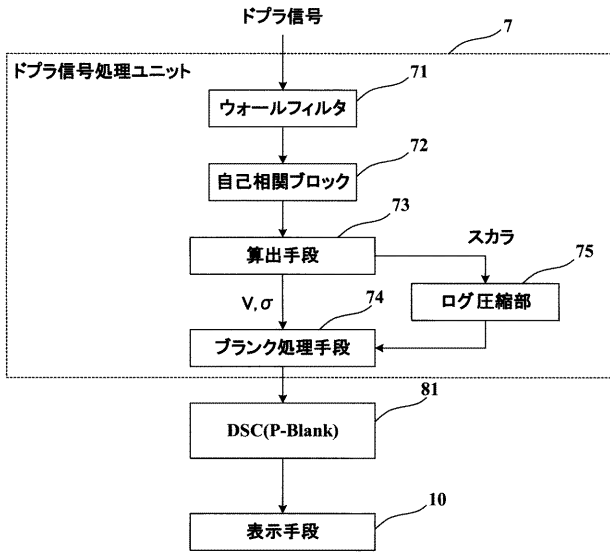 ドプラ信号
7
ドプラ信号処理ユニット
71
ウォールフィルタ
72
自己相関ブロック
73
算出手段
スカラ
75
V,σ
74
ログ圧縮部
ブランク処理手段
81
DSC(P-Blank)
10
表示手段